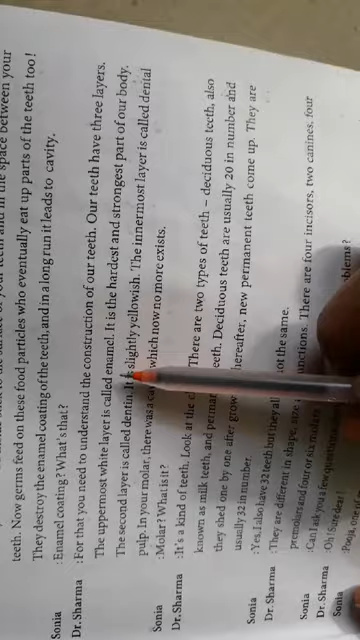 teeth. Now germs feed on these food particles who eventually eat up parts of the teeth too!
They destroy the enamel coating of the teeth, and in a long run it leads to cavity.
Sonia : Enamel coating? What's that?
Dr. Sharma : For that you need to understand the construction of our teeth. Our teeth have three layers.
The uppermost white layer is called enamel. It is the hardest and strongest part of our body.
The second layer is called dentin. It is slightly yellowish. The innermost layer is called denial
pulp. In your molar, there was a which now no more exists.
Sonia : Molar? What is it?
Dr. Sharma : It's a kind of teeth. Look at the There are two types of teeth – deciduous teeth, also
known as milk teeth, and teeth. Deciduous teeth are usually 20 in number and
they shed one by one after grow hereafter, new permanent teeth come up. They are
usually 32 in number.
Sonia : Yes, I also have 32 teeth but they all not the same.
Dr. Sharma : They are different in shape, size unctions. There are four incisors, two canines, four
premolars and four or six molars
Sonia : Can I ask you a few questions
Dr. Sharma : Oh! Sure dear!
Sonia : blems?